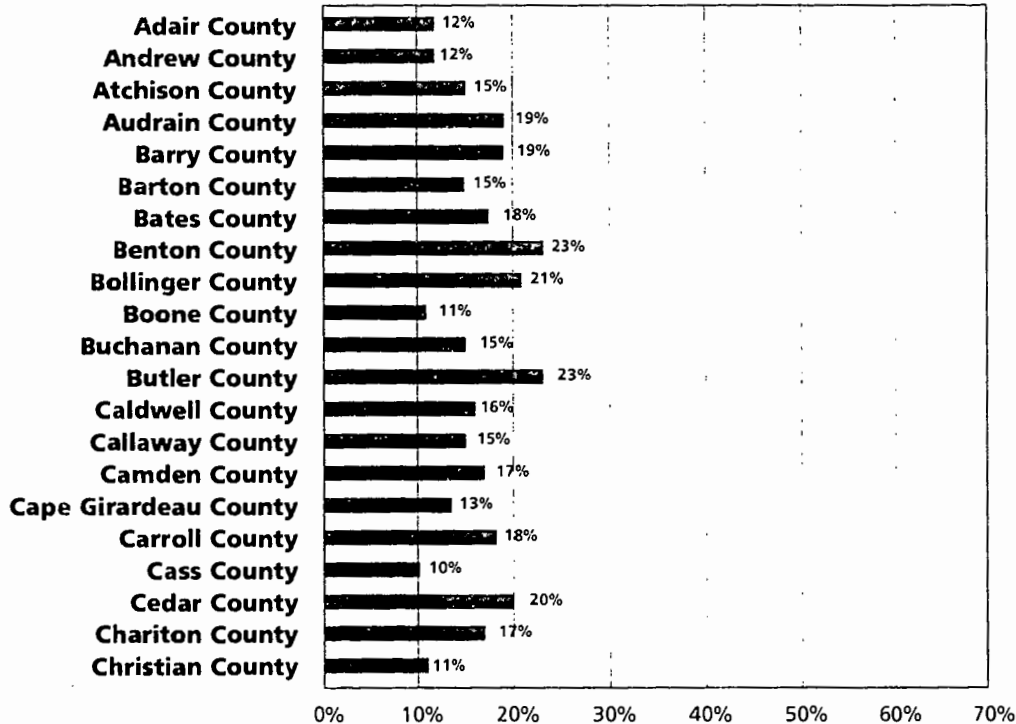 Adair County 12%
Andrew County 12%
Atchison County 15%
Audrain County 19%
Barry County 19%
Barton County 15%
Bates County 18%
Benton County 23%
Bollinger County 21%
Boone County 11%
Buchanan County 15%
Butler County 23%
Caldwell County 16%
Callaway County 15%
Camden County 17%
Cape Girardeau County 13%
Carroll County 18%
Cass County 10%
Cedar County 20%
Chariton County 17%
Christian County 11%
0% 10% 20% 30% 40% 50% 60% 70%